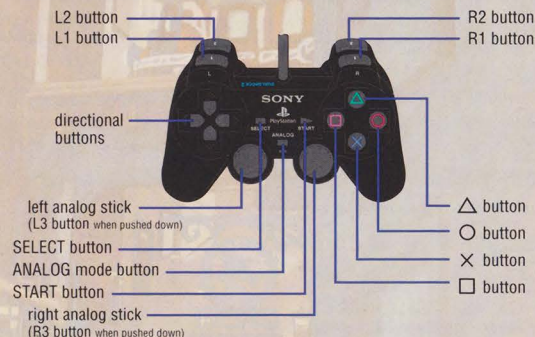 L2 button
L1 button
R2 button
R1 button
L
R
SONY
PlayStation
SELECT
START
ANALOG
directional
buttons
left analog stick
(L3 button when pushed down)
SELECT button
ANALOG mode button
START button
right analog stick
(R3 button when pushed down)
△ button
○ button
✕ button
□ button